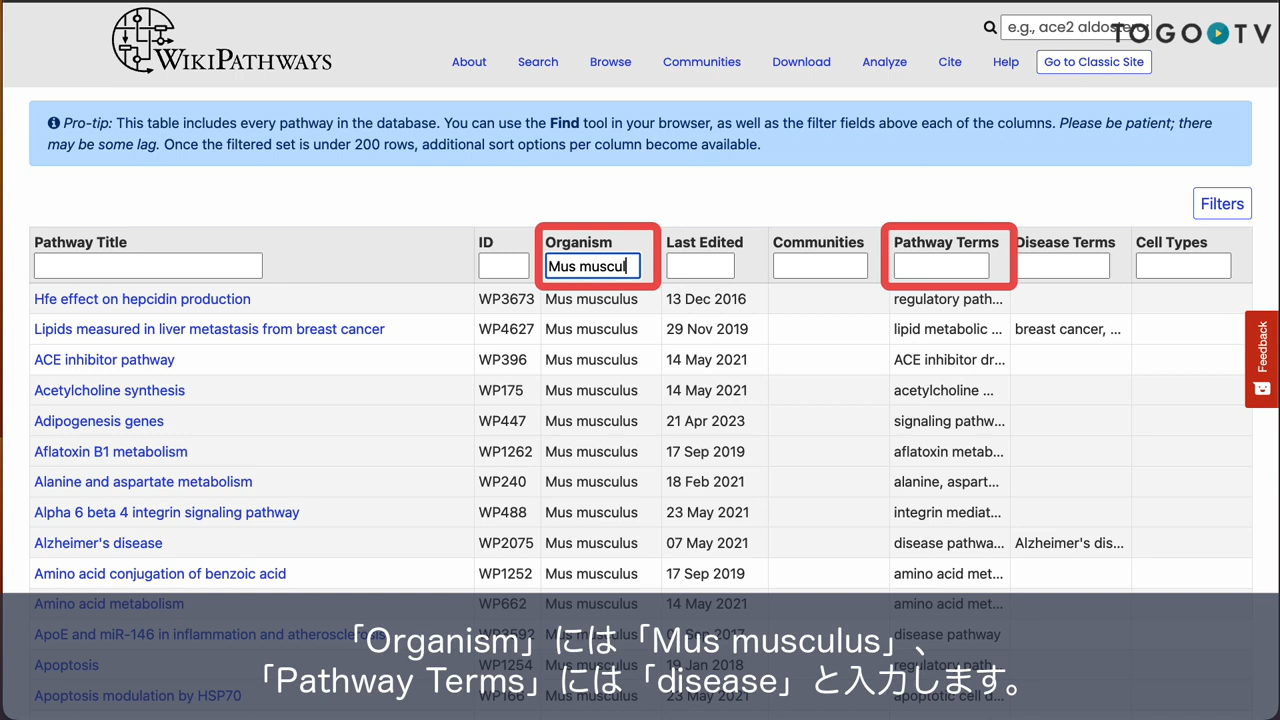 WIKIPATHWAYS
TOGO TV
About Search Browse Communities Download Analyze Cite Help Go to Classic Site
Pro-tip: This table includes every pathway in the database. You can use the Find tool in your browser, as well as the filter fields above each of the columns. Please be patient; there
may be some lag. Once the filtered set is under 200 rows, additional sort options per column become available.
Filters
Pathway Title ID Organism Last Edited Communities Pathway Terms Disease Terms Cell Types
Mus muscul
Hfe effect on hepcidin production WP3673 Mus musculus 13 Dec 2016 regulatory path...
Lipids measured in liver metastasis from breast cancer WP4627 Mus musculus 29 Nov 2019 lipid metabolic ... breast cancer, ...
ACE inhibitor pathway WP396 Mus musculus 14 May 2021 ACE inhibitor dr...
Acetylcholine synthesis WP175 Mus musculus 14 May 2021 acetylcholine ...
Adipogenesis genes WP447 Mus musculus 21 Apr 2023 signaling pathw...
Aflatoxin B1 metabolism WP1262 Mus musculus 17 Sep 2019 aflatoxin metab...
Alanine and aspartate metabolism WP240 Mus musculus 18 Feb 2021 alanine, aspart...
Alpha 6 beta 4 integrin signaling pathway WP488 Mus musculus 23 May 2021 integrin mediat...
Alzheimer's disease WP2075 Mus musculus 07 May 2021 disease pathwa... Alzheimer's dis...
Amino acid conjugation of benzoic acid WP1252 Mus musculus 17 Sep 2019 amino acid met...
Amino acid metabolism WP662 Mus musculus 14 May 2021 amino acid met...
ApoE and miR-146 in inflammation and atherosclerosis Mus musculus disease pathway
Apoptosis WP1254 Mus musculus 19 Jan 2018 regulatory path...
Apoptosis modulation by HSP70 Mus musculus 23 May 2021
Feedback
「Organism」には「Mus musculus」、
「Pathway Terms」には「disease」と入力します。